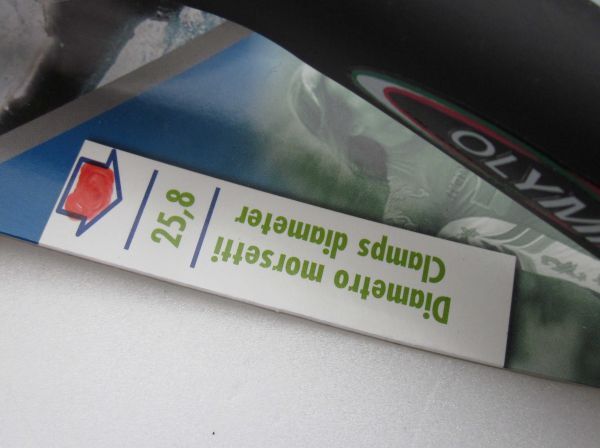 OLYM
Diametro morsetti
Clamps diameter
25,8